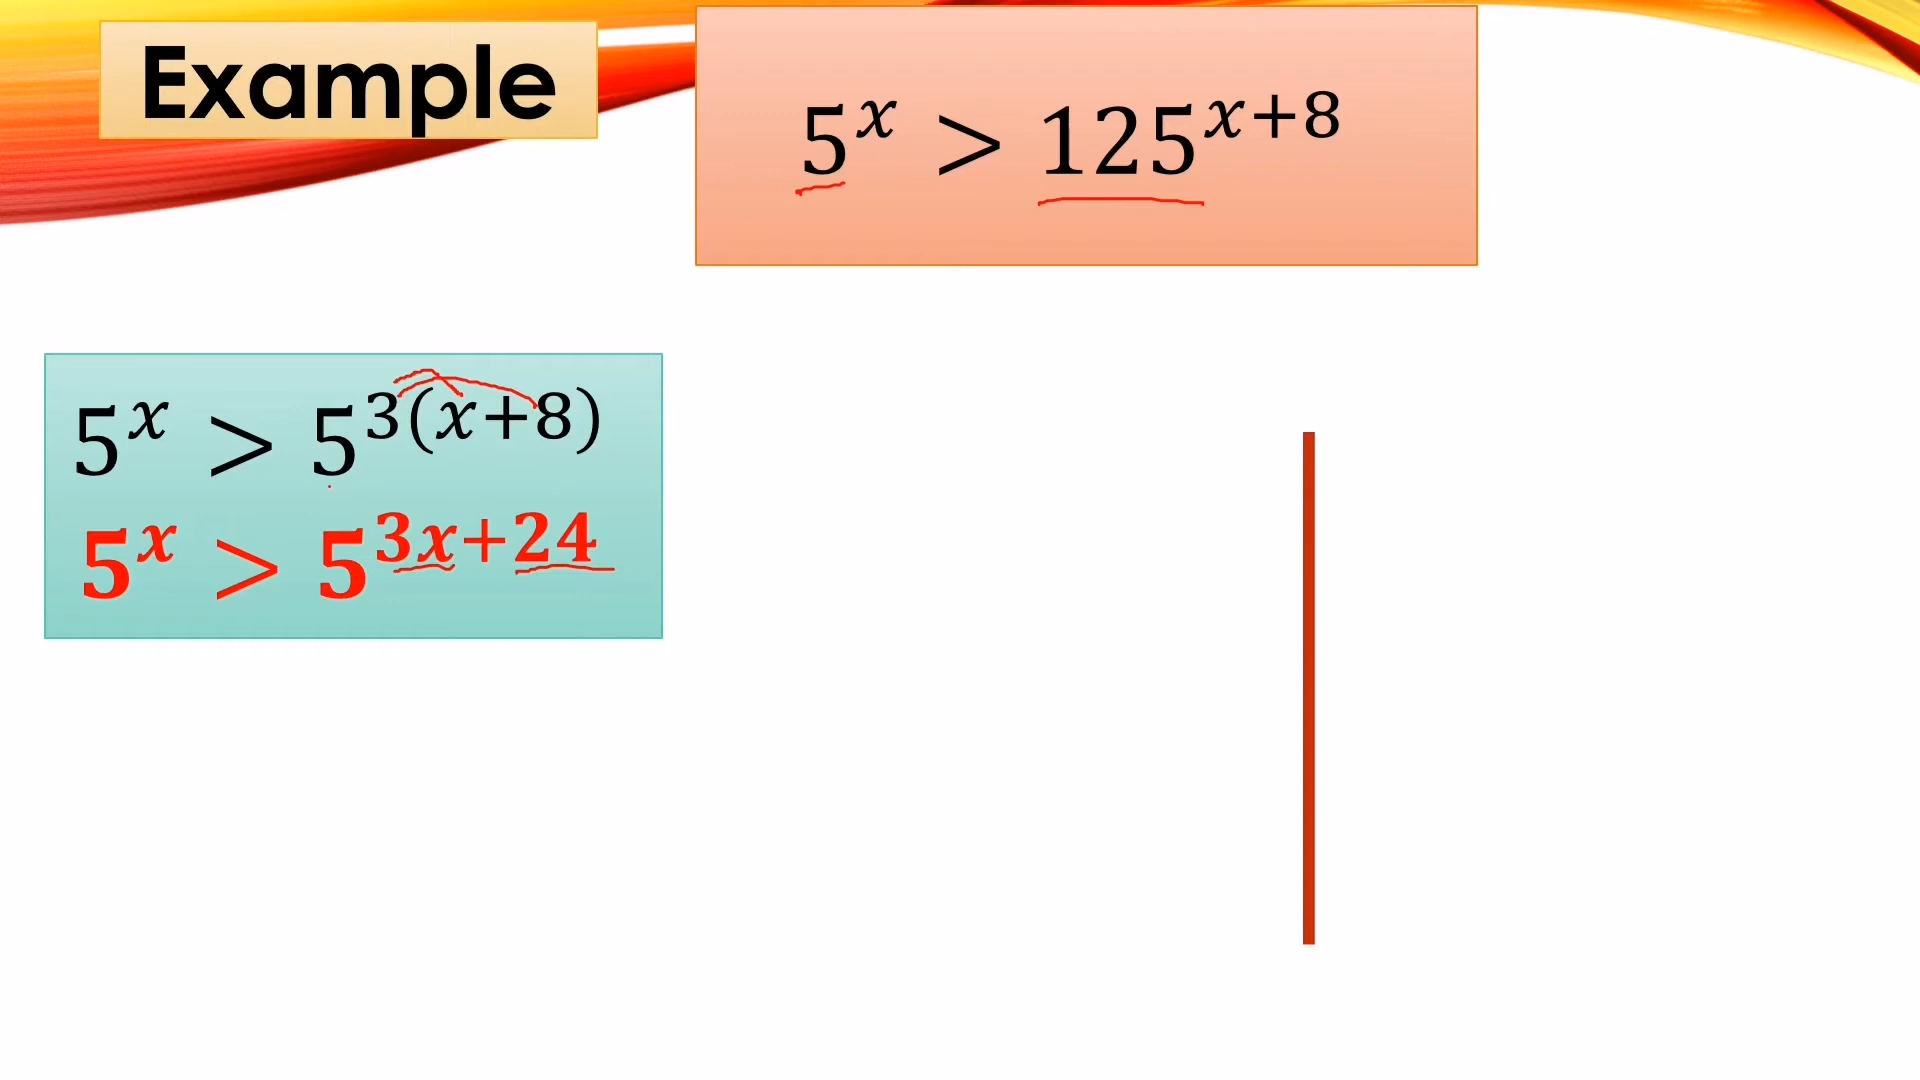 Example
5^x > 125^{x+8}
5^x > 5^{3(x+8)}
5^x > 5^{3x+24}